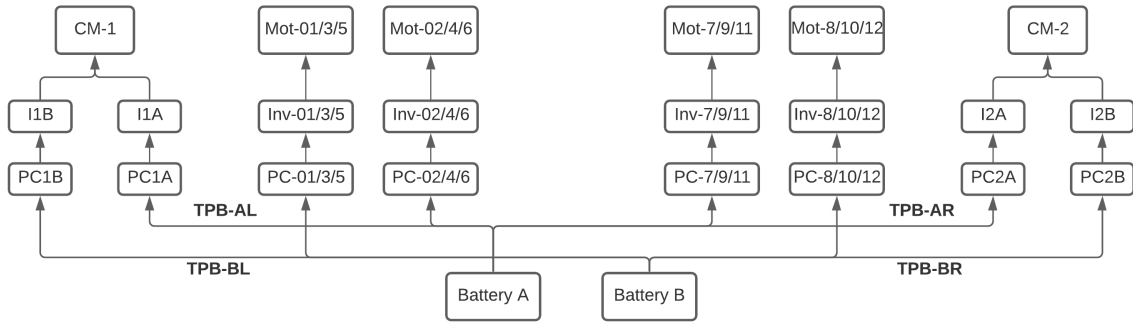 CM-1
Mot-01/3/5
Mot-02/4/6
Mot-7/9/11
Mot-8/10/12
CM-2
I1B
I1A
Inv-01/3/5
Inv-02/4/6
Inv-7/9/11
Inv-8/10/12
I2A
I2B
PC1B
PC1A
PC-01/3/5
PC-02/4/6
PC-7/9/11
PC-8/10/12
PC2A
PC2B
TPB-AL
TPB-AR
TPB-BL
TPB-BR
Battery A
Battery B